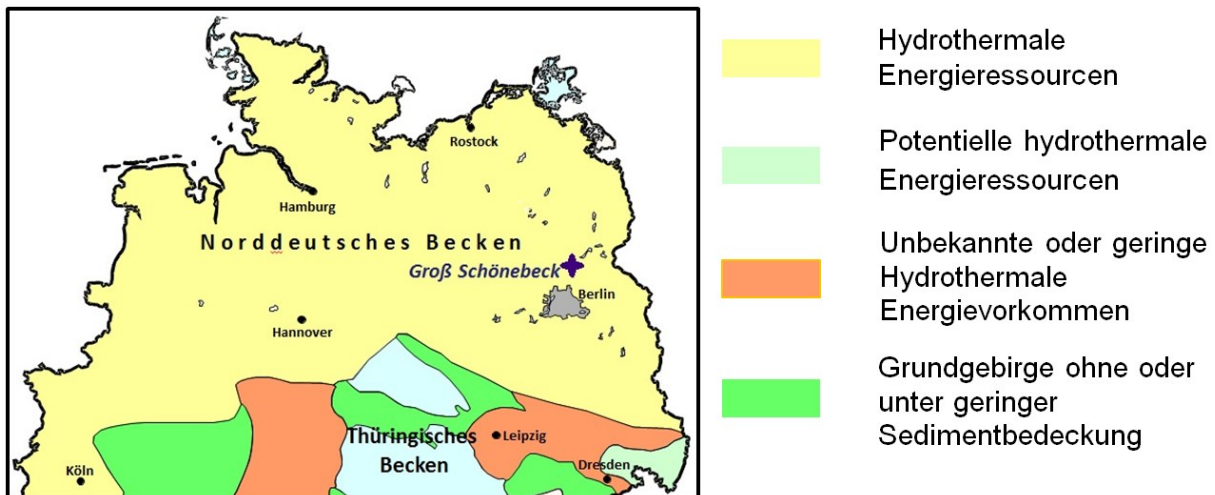 Rostock
Hamburg
Norddeutsches Becken
Groß Schönebeck
Berlin
Hannover
Thüringisches
Becken
Leipzig
Dresden
Köln
Hydrothermale
Energieressourcen
Potentielle hydrothermale
Energieressourcen
Unbekannte oder geringe
Hydrothermale
Energievorkommen
Grundgebirge ohne oder
unter geringer
Sedimentbedeckung